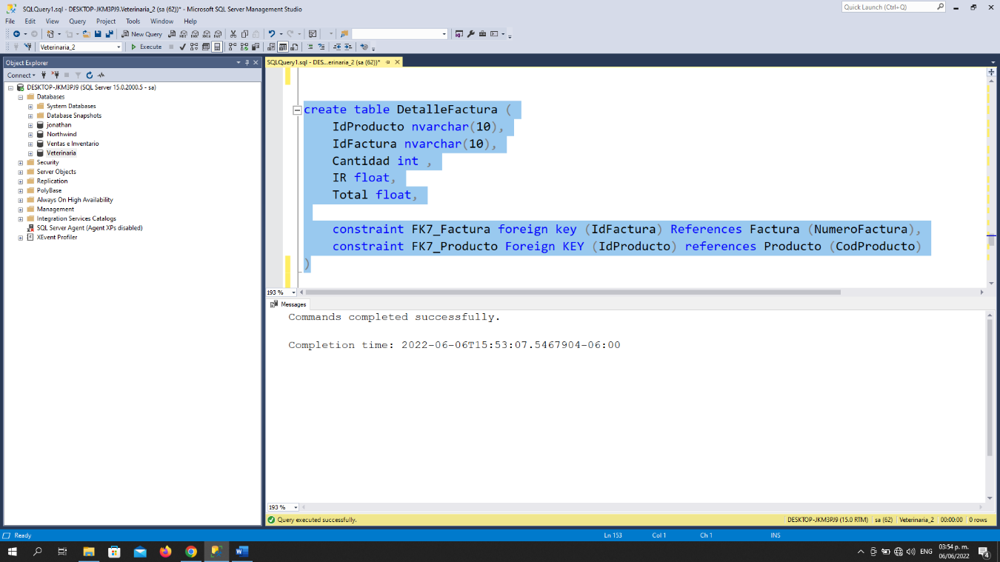 SQLQuery1.sql - DESKTOP-JKM3PJ9.Veterinaria_2 (sa (62))* - Microsoft SQL Server Management Studio
Quick Launch (Ctrl+Q)
File Edit View Query Project Tools Window Help
New Query
Veterinaria_2
Execute
Object Explorer
SQLQuery1.sql - DES...erinaria_2 (sa (62))*
Connect
DESKTOP-JKM3PJ9 (SQL Server 15.0.2000.5 - sa)
Databases
System Databases
Database Snapshots
jonathan
Northwind
Ventas e Inventario
Veterinaria
Security
Server Objects
Replication
PolyBase
Always On High Availability
Management
Integration Services Catalogs
SQL Server Agent (Agent XPs disabled)
XEvent Profiler
create table DetalleFactura (
IdProducto nvarchar(10),
IdFactura nvarchar(10),
Cantidad int ,
IR float,
Total float,
constraint FK7_Factura foreign key (IdFactura) References Factura (NumeroFactura),
constraint FK7_Producto Foreign KEY (IdProducto) references Producto (CodProducto)
)
193 %
Messages
Commands completed successfully.
Completion time: 2022-06-06T15:53:07.5467904-06:00
193 %
Query executed successfully.
DESKTOP-JKM3PJ9 (15.0 RTM) sa (62) Veterinaria_2 00:00:00 0 rows
Ready
Ln 153 Col 1 Ch 1 INS
ENG
03:54 p. m.
06/06/2022
4